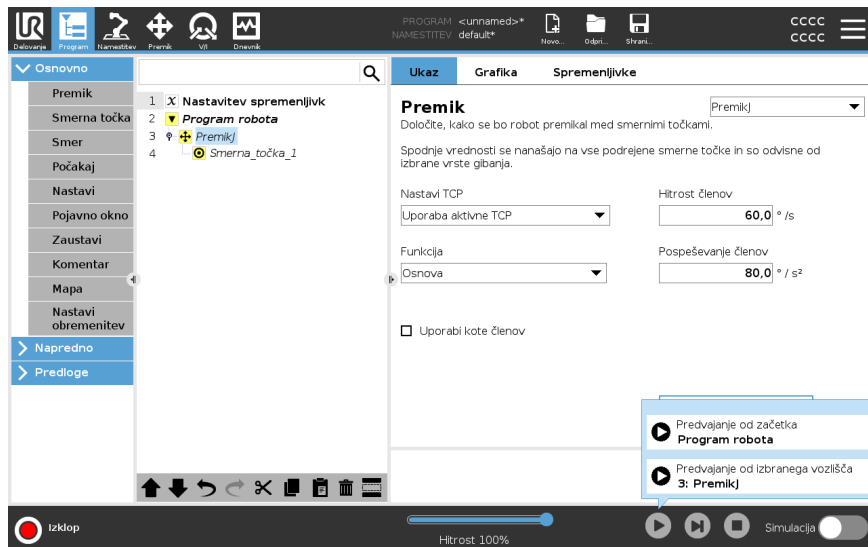 UR
Delovanje
Program
Namestitev
Premik
V/I
Dnevnik
PROGRAM <unnamed>*
NAMESTITEV default*
Novo...
Odpri...
Shrani...
CCCC
CCCC
Osnovno
Premik
Smerna točka
Smer
Počakaj
Nastavi
Pojavno okno
Zaustavi
Komentar
Mapa
Nastavi
obremenitev
Napredno
Predloge
1 X Nastavitev spremenljivk
2 Program robota
3 PremikJ
4 Smerna_točka_1
Ukaz Grafika Spremenljivke
Premik
PremikJ
Določite, kako se bo robot premikal med smernimi točkami.
Spodnje vrednosti se nanašajo na vse podrejene smerne točke in so odvisne od
izbrane vrste gibanja.
Nastavi TCP
Hitrost členov
Uporaba aktivne TCP
60,0 ° /s
Funkcija
Pospeševanje členov
Osnova
80,0 ° / s²
Uporabi kote členov
Predvajanje od začetka
Program robota
Predvajanje od izbranega vozlišča
3: PremikJ
Izklop
Hitrost 100%
Simulacija